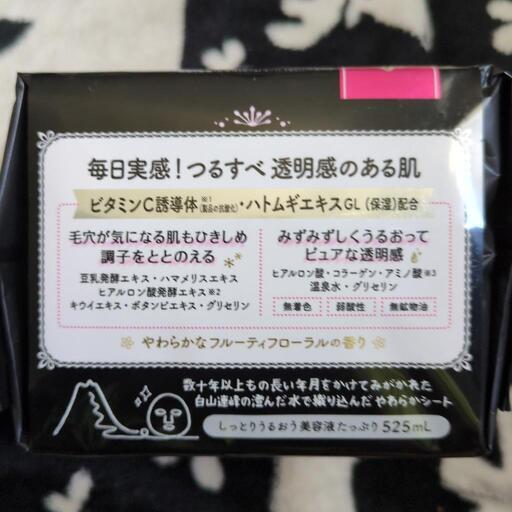 毎日実感！つるすべ 透明感のある肌
ビタミンC誘導体※1(製品の抗酸化)・ハトムギエキスGL（保湿）配合
毛穴が気になる肌もひきしめ
調子をととのえる
豆乳発酵エキス・ハマメリスエキス
ヒアルロン酸発酵エキス※2
キウイエキス・ボタンピエキス・グリセリン
みずみずしくうるおって
ピュアな透明感
ヒアルロン酸・コラーゲン・アミノ酸※3
温泉水・グリセリン
無着色 弱酸性 無鉱物油
やわらかなフルーティフローラルの香り
数十年以上もの長い年月をかけてみがかれた
白山連峰の澄んだ水で織り込んだやわらかシート
しっとりうるおう美容液たっぷり 525mL